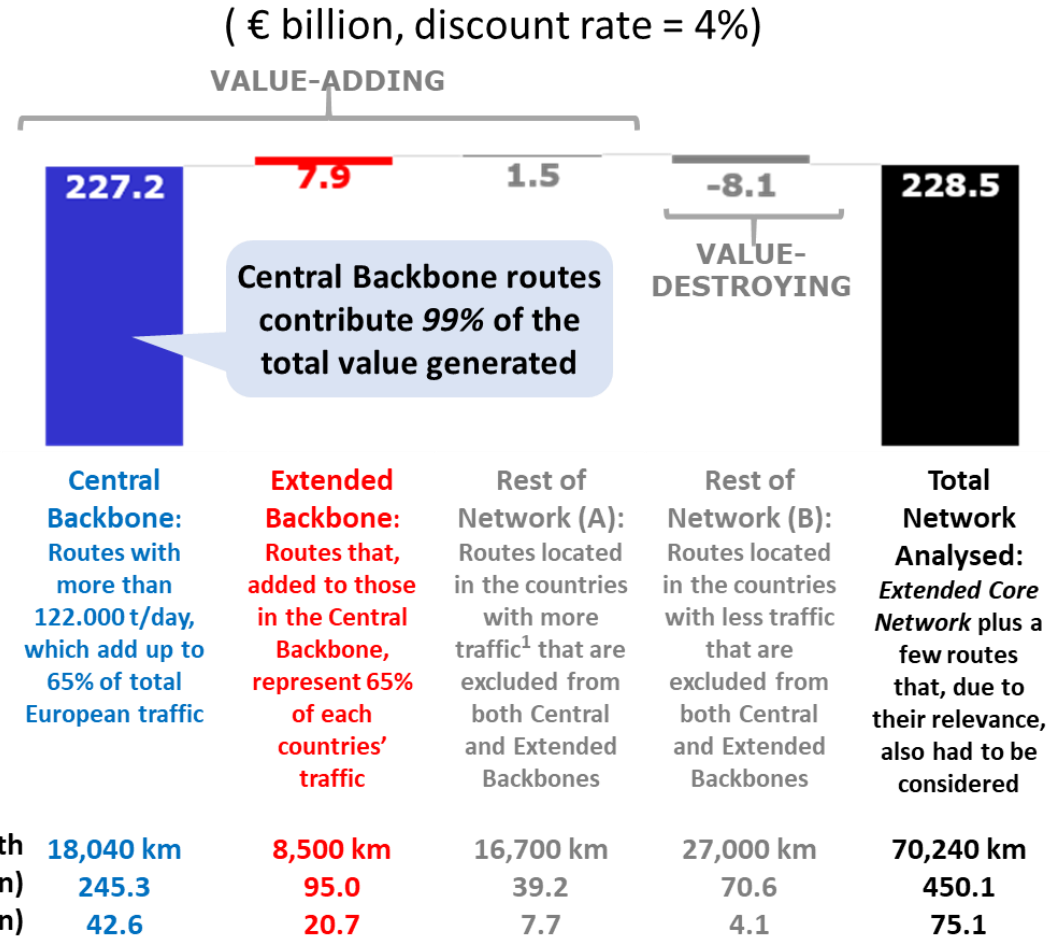 ( € billion, discount rate = 4%)
VALUE-ADDING
227.2
7.9
1.5
-8.1
228.5
VALUE-
DESTROYING
Central Backbone routes
contribute 99% of the
total value generated
Central
Backbone:
Routes with
more than
122.000 t/day,
which add up to
65% of total
European traffic
Extended
Backbone:
Routes that,
added to those
in the Central
Backbone,
represent 65%
of each
countries’
traffic
Rest of
Network (A):
Routes located
in the countries
with more
traffic¹ that are
excluded from
both Central
and Extended
Backbones
Rest of
Network (B):
Routes located
in the countries
with less traffic
that are
excluded from
both Central
and Extended
Backbones
Total
Network
Analysed:
Extended Core
Network plus a
few routes
that, due to
their relevance,
also had to be
considered
th 18,040 km 8,500 km 16,700 km 27,000 km 70,240 km
n) 245.3 95.0 39.2 70.6 450.1
n) 42.6 20.7 7.7 4.1 75.1